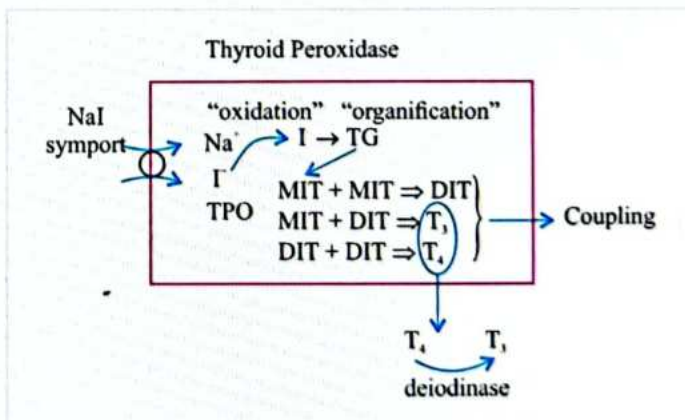 Thyroid Peroxidase
NaI symport
"oxidation" "organification"
Na⁺ I → TG
I⁻
TPO
MIT + MIT ⇒ DIT
MIT + DIT ⇒ T₃
DIT + DIT ⇒ T₄
Coupling
T₄ T₃
deiodinase